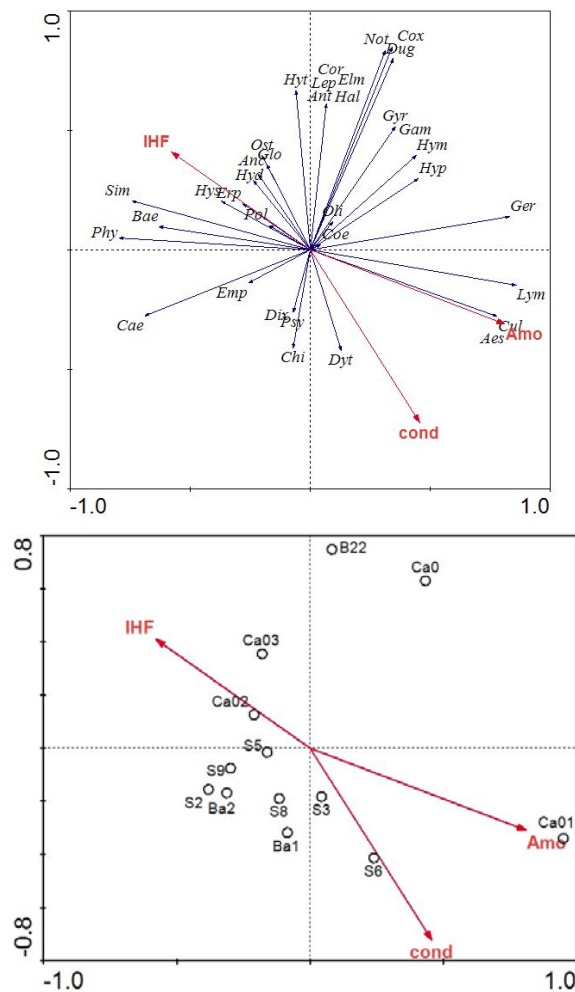 1.0
Not Cox
Dug
Cor
Hyt Lep Elm
Ant Hal
Gyr
Gam
IHF Ost Hym
Anc Glo
Hyd Hyp
Sim Hys Erp
Bae Pol Oli Ger
Phy Coe
Emp Lym
Cae Dix Psy Cul
Chi Dyt Aes Amo
cond
-1.0
-1.0 1.0
0.8
B22
Ca0
IHF
Ca03
Ca02
S5
S9
S2 Ba2 S8 S3 Ca01
Ba1 Amo
S6
cond
-0.8
-1.0 1.0